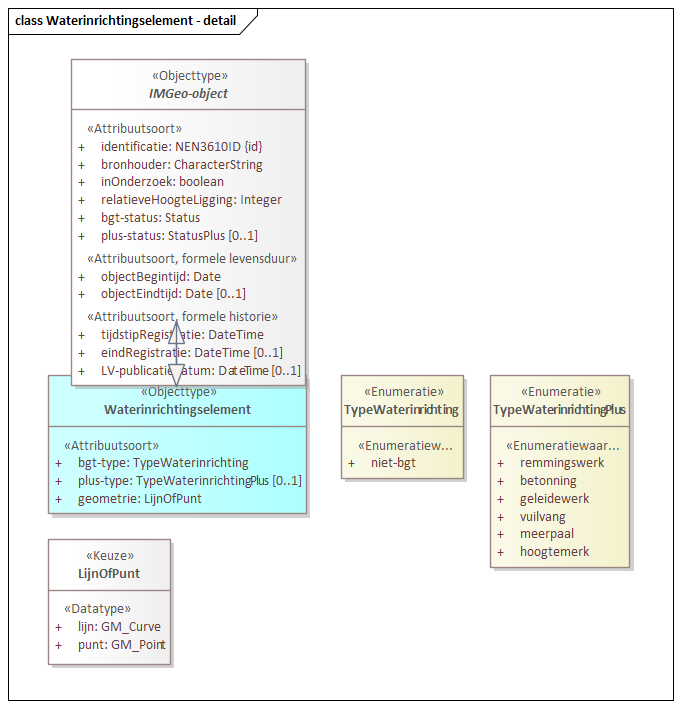 class Waterinrichtingselement - detail
«Objecttype»
IMGeo-object
«Attribuutsoort»
+ identificatie: NEN3610ID {id}
+ bronhouder: CharacterString
+ inOnderzoek: boolean
+ relatieveHoogteLigging: Integer
+ bgt-status: Status
+ plus-status: StatusPlus [0..1]
«Attribuutsoort, formele levensduur»
+ objectBegintijd: Date
+ objectEindtijd: Date [0..1]
«Attribuutsoort, formele historie»
+ tijdstipRegistratie: DateTime
+ eindRegistratie: DateTime [0..1]
+ LV-publicatiedatum: DateTime [0..1]
«Objecttype»
Waterinrichtingselement
«Attribuutsoort»
+ bgt-type: TypeWaterinrichting
+ plus-type: TypeWaterinrichtingPlus [0..1]
+ geometrie: LijnOfPunt
«Enumeratie»
TypeWaterinrichting
«Enumeratiew...
+ niet-bgt
«Enumeratie»
TypeWaterinrichtingPlus
«Enumeratiewaar...
+ remmingswerk
+ betonning
+ geleidewerk
+ vuilvang
+ meerpaal
+ hoogtemerk
«Keuze»
LijnOfPunt
«Datatype»
+ lijn: GM_Curve
+ punt: GM_Point